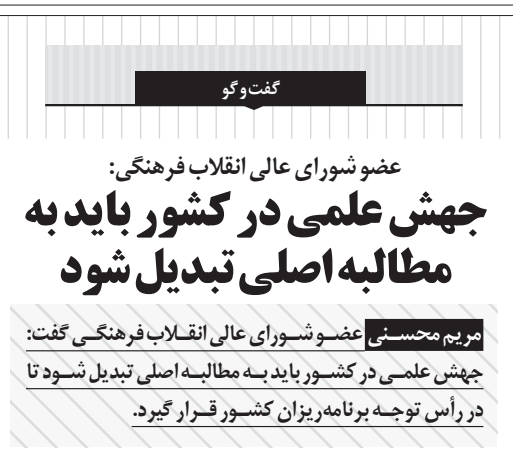 گفت‌وگو
عضو شورای عالی انقلاب فرهنگی:
جهش علمی در کشور باید به
مطالبه اصلی تبدیل شود
مریم محسنی عضو شورای عالی انقلاب فرهنگی گفت:
جهش علمی در کشور باید به مطالبه اصلی تبدیل شود تا
در رأس توجه برنامه‌ریزان کشور قرار گیرد.